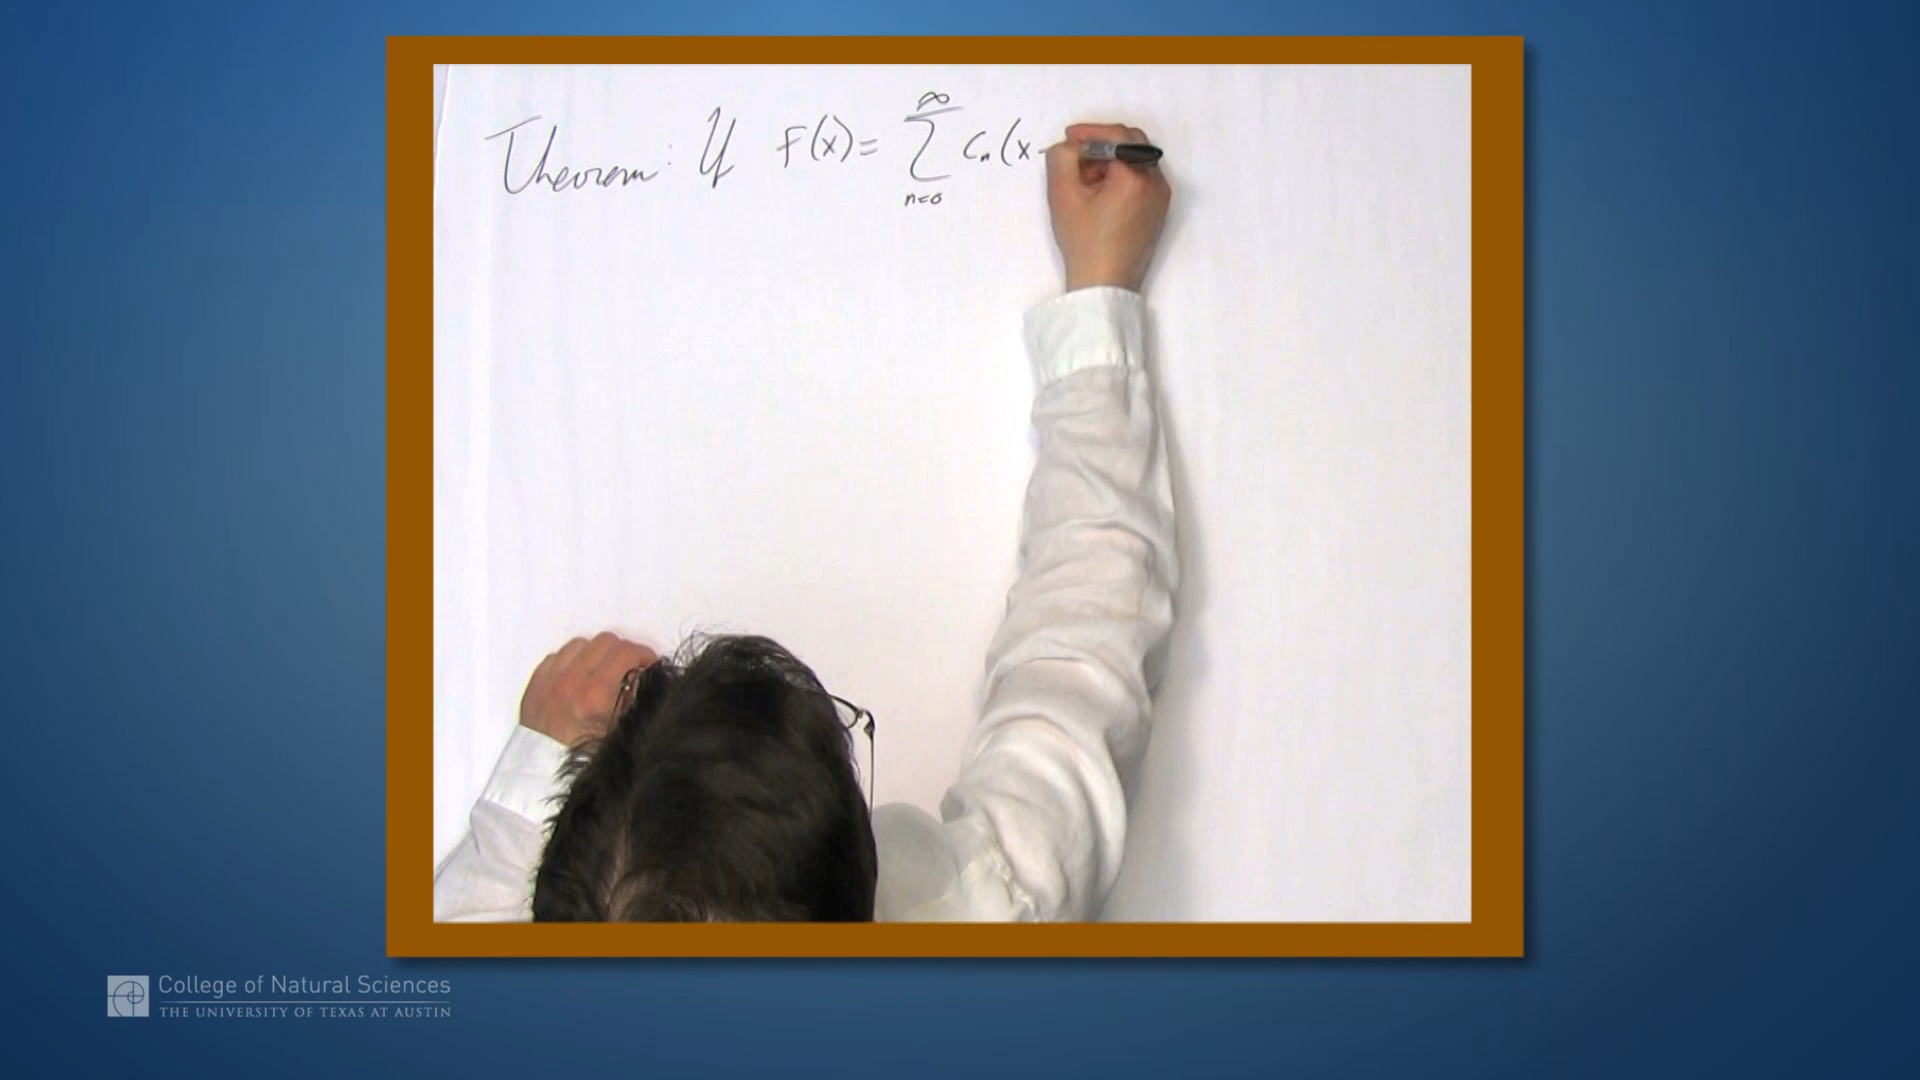 Theorem: If f(x) = ∞∑n=0 cₙ(x-
College of Natural Sciences
THE UNIVERSITY OF TEXAS AT AUSTIN